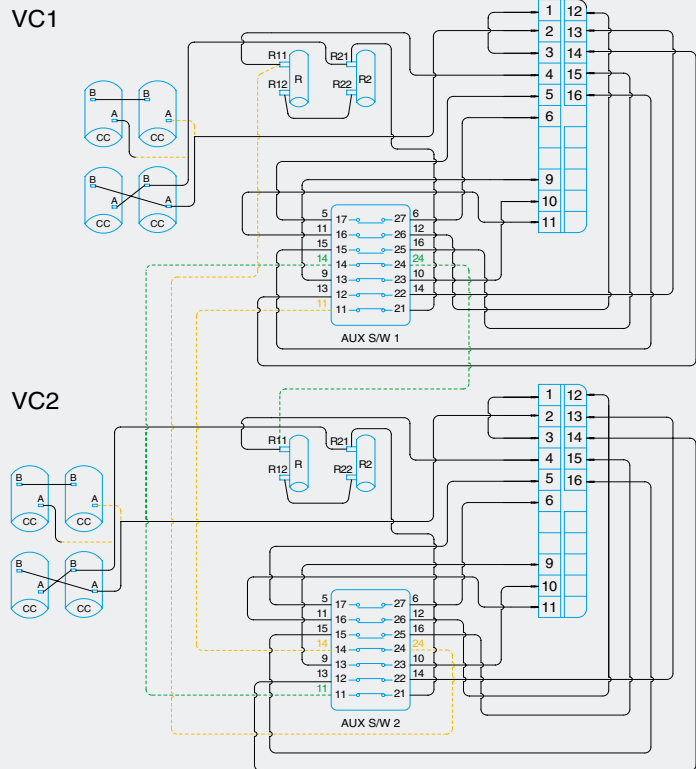 VC1
B B
A A
CC CC
B B
A A
CC CC
R11 R21
R R2
R12 R22
1 12
2 13
3 14
4 15
5 16
6
9
10
11
5 17 27 6
11 16 26 12
15 15 25 16
14 14 24 24
9 13 23 10
13 12 22 14
11 11 21
AUX S/W 1
VC2
B B
A A
CC CC
B B
A A
CC CC
R11 R21
R R2
R12 R22
1 12
2 13
3 14
4 15
5 16
6
9
10
11
5 17 27 6
11 16 26 12
15 15 25 16
14 14 24 24
9 13 23 10
13 12 22 14
11 11 21
AUX S/W 2